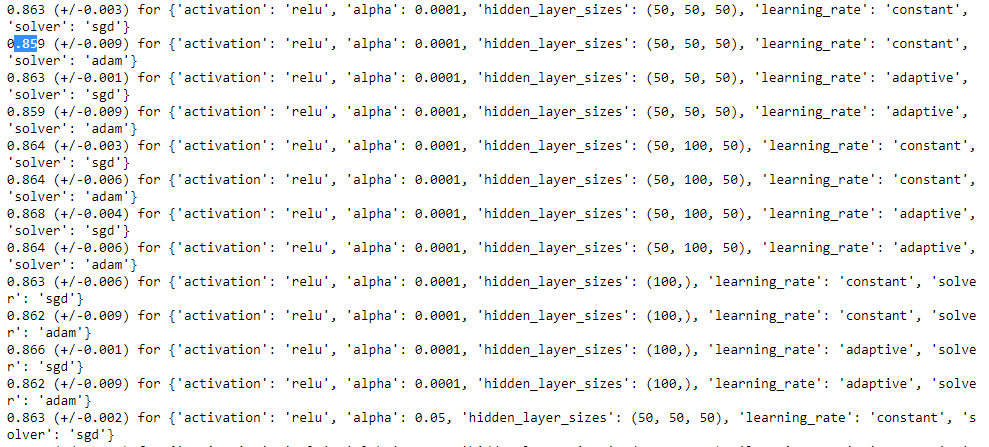 0.863 (+/-0.003) for {'activation': 'relu', 'alpha': 0.0001, 'hidden_layer_sizes': (50, 50, 50), 'learning_rate': 'constant',
'solver': 'sgd'}
0.859 (+/-0.009) for {'activation': 'relu', 'alpha': 0.0001, 'hidden_layer_sizes': (50, 50, 50), 'learning_rate': 'constant',
'solver': 'adam'}
0.863 (+/-0.001) for {'activation': 'relu', 'alpha': 0.0001, 'hidden_layer_sizes': (50, 50, 50), 'learning_rate': 'adaptive',
'solver': 'sgd'}
0.859 (+/-0.009) for {'activation': 'relu', 'alpha': 0.0001, 'hidden_layer_sizes': (50, 50, 50), 'learning_rate': 'adaptive',
'solver': 'adam'}
0.864 (+/-0.003) for {'activation': 'relu', 'alpha': 0.0001, 'hidden_layer_sizes': (50, 100, 50), 'learning_rate': 'constant',
'solver': 'sgd'}
0.864 (+/-0.006) for {'activation': 'relu', 'alpha': 0.0001, 'hidden_layer_sizes': (50, 100, 50), 'learning_rate': 'constant',
'solver': 'adam'}
0.868 (+/-0.004) for {'activation': 'relu', 'alpha': 0.0001, 'hidden_layer_sizes': (50, 100, 50), 'learning_rate': 'adaptive',
'solver': 'sgd'}
0.864 (+/-0.006) for {'activation': 'relu', 'alpha': 0.0001, 'hidden_layer_sizes': (50, 100, 50), 'learning_rate': 'adaptive',
'solver': 'adam'}
0.863 (+/-0.006) for {'activation': 'relu', 'alpha': 0.0001, 'hidden_layer_sizes': (100,), 'learning_rate': 'constant', 'solve
r': 'sgd'}
0.862 (+/-0.009) for {'activation': 'relu', 'alpha': 0.0001, 'hidden_layer_sizes': (100,), 'learning_rate': 'constant', 'solve
r': 'adam'}
0.866 (+/-0.001) for {'activation': 'relu', 'alpha': 0.0001, 'hidden_layer_sizes': (100,), 'learning_rate': 'adaptive', 'solve
r': 'sgd'}
0.862 (+/-0.009) for {'activation': 'relu', 'alpha': 0.0001, 'hidden_layer_sizes': (100,), 'learning_rate': 'adaptive', 'solve
r': 'adam'}
0.863 (+/-0.002) for {'activation': 'relu', 'alpha': 0.05, 'hidden_layer_sizes': (50, 50, 50), 'learning_rate': 'constant', 's
olver': 'sgd'}